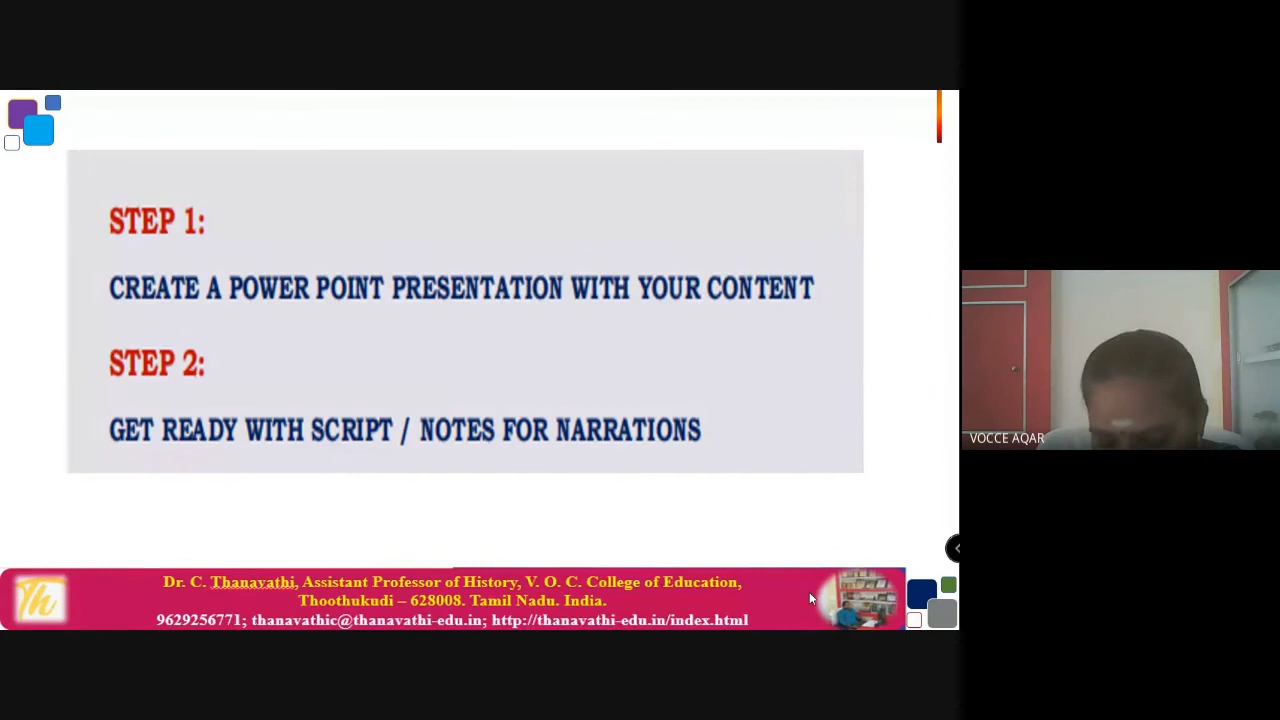 STEP 1:
CREATE A POWER POINT PRESENTATION WITH YOUR CONTENT
STEP 2:
GET READY WITH SCRIPT / NOTES FOR NARRATIONS
VOCCE AQAR
Th
Dr. C. Thanavathi, Assistant Professor of History, V. O. C. College of Education,
Thoothukudi – 628008. Tamil Nadu. India.
9629256771; thanavathic@thanavathi-edu.in; http://thanavathi-edu.in/index.html